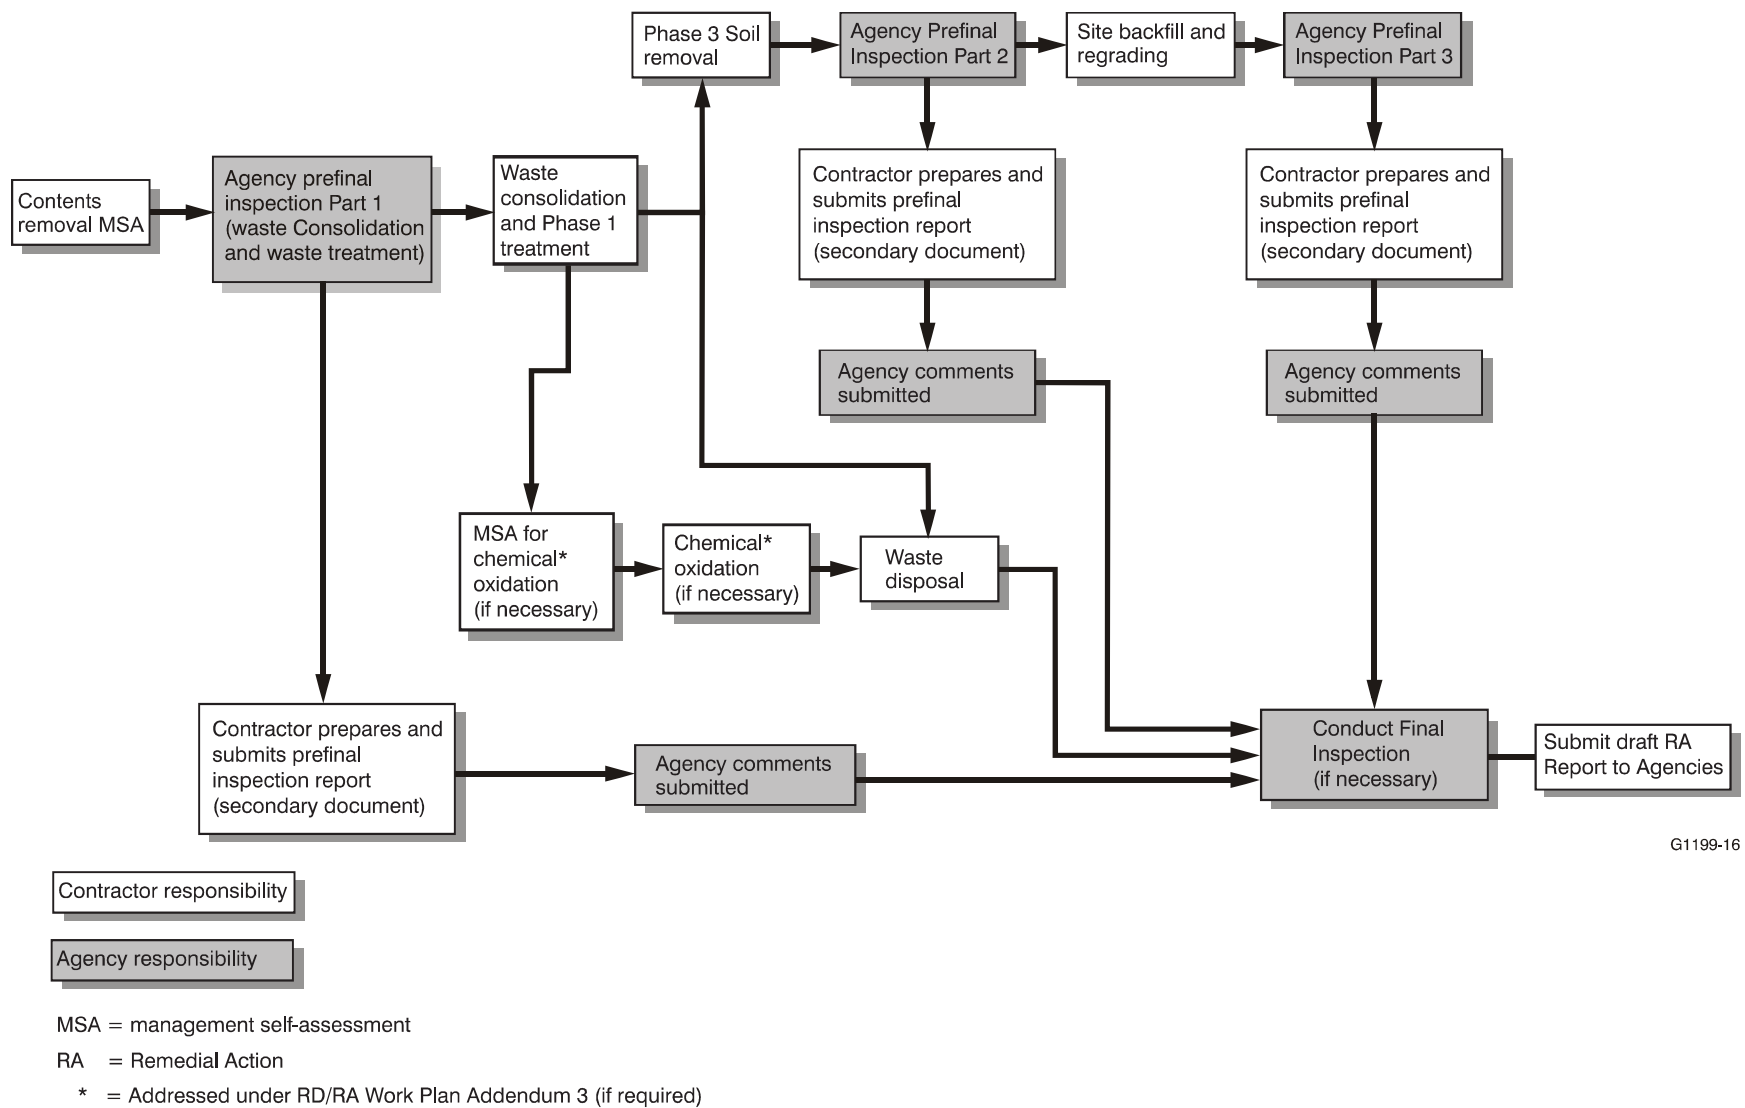 Phase 3 Soil
removal
Agency Prefinal
Inspection Part 2
Site backfill and
regrading
Agency Prefinal
Inspection Part 3
Contents
removal MSA
Agency prefinal
inspection Part 1
(waste Consolidation
and waste treatment)
Waste
consolidation
and Phase 1
treatment
Contractor prepares and
submits prefinal
inspection report
(secondary document)
Contractor prepares and
submits prefinal
inspection report
(secondary document)
Agency comments
submitted
Agency comments
submitted
MSA for
chemical*
oxidation
(if necessary)
Chemical*
oxidation
(if necessary)
Waste
disposal
Contractor prepares and
submits prefinal
inspection report
(secondary document)
Agency comments
submitted
Conduct Final
Inspection
(if necessary)
Submit draft RA
Report to Agencies
G1199-16
Contractor responsibility
Agency responsibility
MSA = management self-assessment
RA = Remedial Action
* = Addressed under RD/RA Work Plan Addendum 3 (if required)